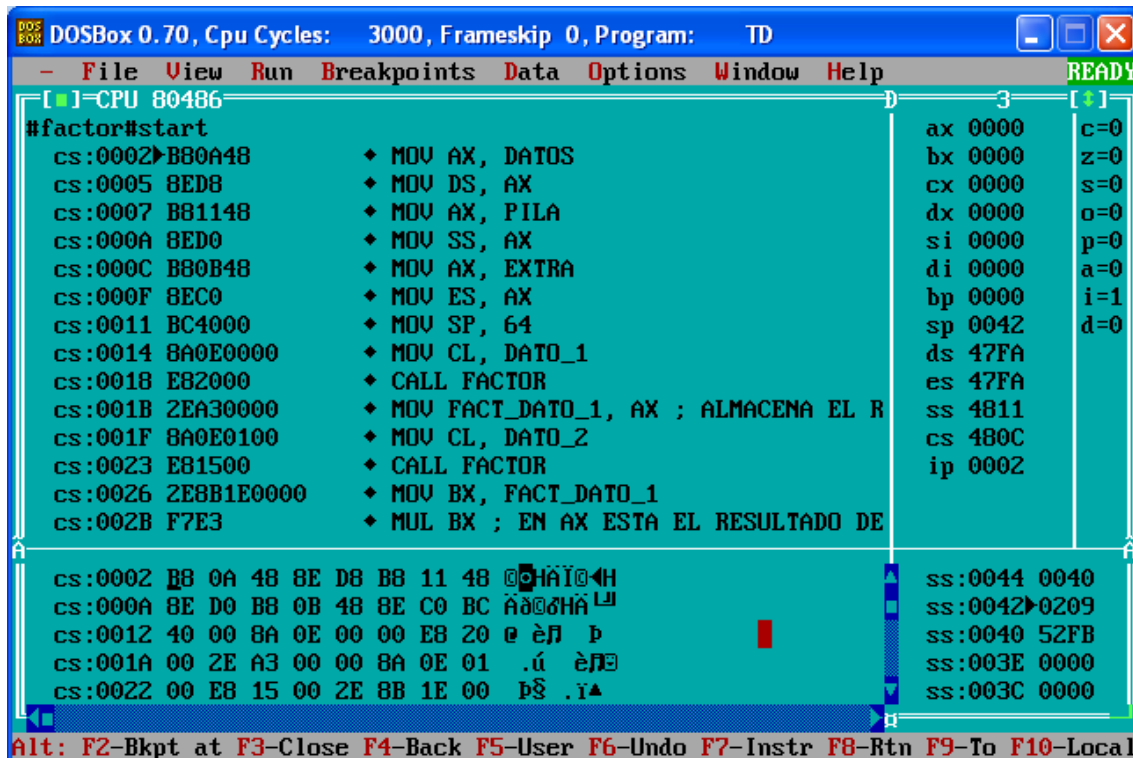 DOSBox 0.70, Cpu Cycles: 3000, Frameskip 0, Program: TD
- File View Run Breakpoints Data Options Window Help READY
[■]=CPU 80486 D 3 [↕]
#factor#start ax 0000 c=0
cs:0002►B80A48 ♦ MOV AX, DATOS bx 0000 z=0
cs:0005 8ED8 ♦ MOV DS, AX cx 0000 s=0
cs:0007 B81148 ♦ MOV AX, PILA dx 0000 o=0
cs:000A 8ED0 ♦ MOV SS, AX si 0000 p=0
cs:000C B80B48 ♦ MOV AX, EXTRA di 0000 a=0
cs:000F 8EC0 ♦ MOV ES, AX bp 0000 i=1
cs:0011 BC4000 ♦ MOV SP, 64 sp 0042 d=0
cs:0014 8A0E0000 ♦ MOV CL, DATO_1 ds 47FA
cs:0018 E82000 ♦ CALL FACTOR es 47FA
cs:001B 2EA30000 ♦ MOV FACT_DATO_1, AX ; ALMACENA EL R ss 4811
cs:001F 8A0E0100 ♦ MOV CL, DATO_2 cs 480C
cs:0023 E81500 ♦ CALL FACTOR ip 0002
cs:0026 2E8B1E0000 ♦ MOV BX, FACT_DATO_1
cs:002B F7E3 ♦ MUL BX ; EN AX ESTA EL RESULTADO DE
cs:0002 B8 0A 48 8E D8 B8 11 48 ©◙HÄÏ©◄H ss:0044 0040
cs:000A 8E D0 B8 0B 48 8E C0 BC Äð©♂HÄ└╝ ss:0042►0209
cs:0012 40 00 8A 0E 00 00 E8 20 @ è♫ Þ ss:0040 52FB
cs:001A 00 2E A3 00 00 8A 0E 01 .ú è♫☺ ss:003E 0000
cs:0022 00 E8 15 00 2E 8B 1E 00 Þ§ .ï▲ ss:003C 0000
Alt: F2-Bkpt at F3-Close F4-Back F5-User F6-Undo F7-Instr F8-Rtn F9-To F10-Local